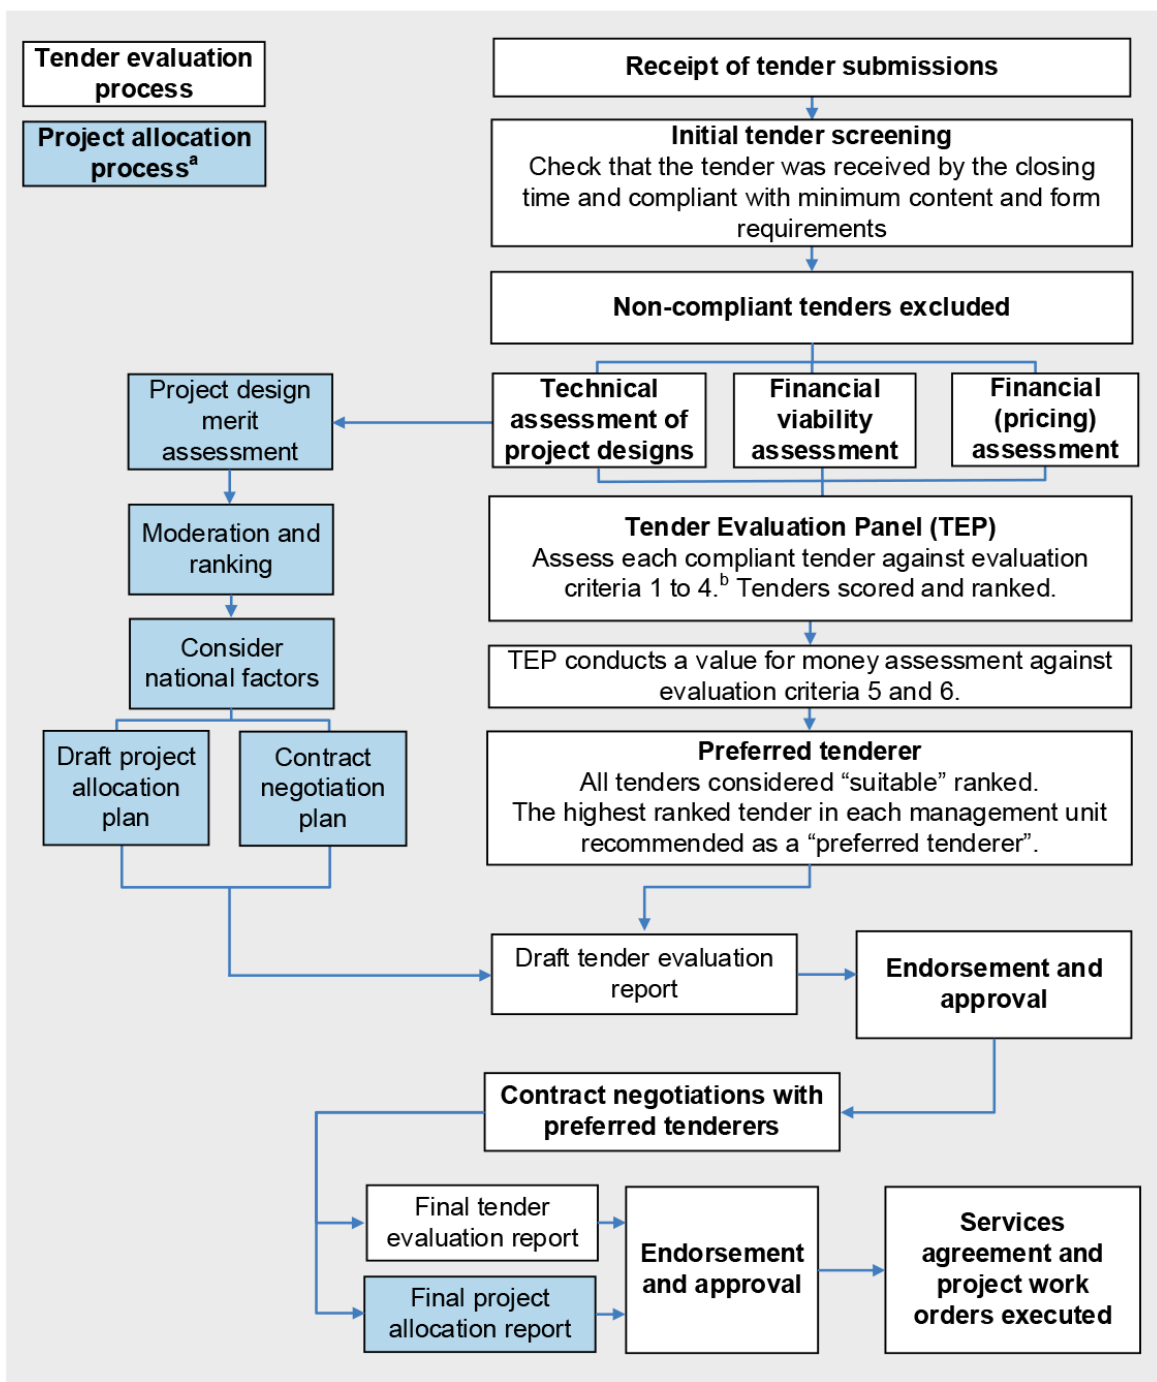 Tender evaluation
process
Project allocation
processᵃ
Receipt of tender submissions
Initial tender screening
Check that the tender was received by the closing
time and compliant with minimum content and form
requirements
Non-compliant tenders excluded
Technical
assessment of
project designs
Financial
viability
assessment
Financial
(pricing)
assessment
Project design
merit
assessment
Moderation and
ranking
Consider
national factors
Draft project
allocation
plan
Contract
negotiation
plan
Tender Evaluation Panel (TEP)
Assess each compliant tender against evaluation
criteria 1 to 4.ᵇ Tenders scored and ranked.
TEP conducts a value for money assessment against
evaluation criteria 5 and 6.
Preferred tenderer
All tenders considered “suitable” ranked.
The highest ranked tender in each management unit
recommended as a “preferred tenderer”.
Draft tender evaluation
report
Endorsement and
approval
Contract negotiations with
preferred tenderers
Final tender
evaluation report
Final project
allocation report
Endorsement
and approval
Services
agreement and
project work
orders executed